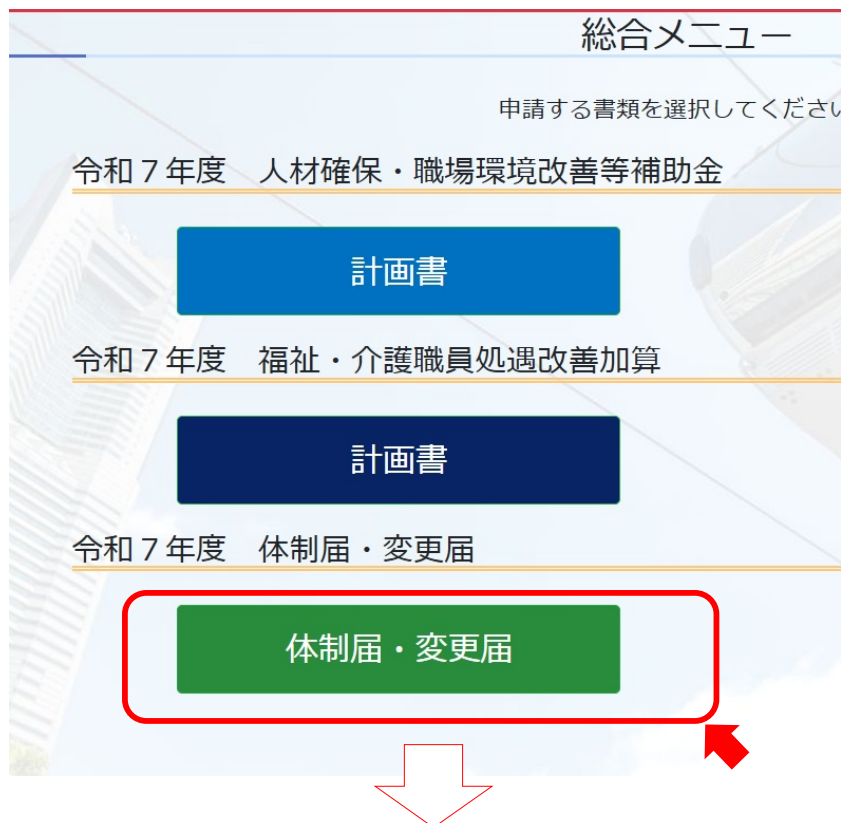 総合メニュー
申請する書類を選択してくださ
令和７年度　人材確保・職場環境改善等補助金
計画書
令和７年度　福祉・介護職員処遇改善加算
計画書
令和７年度　体制届・変更届
体制届・変更届